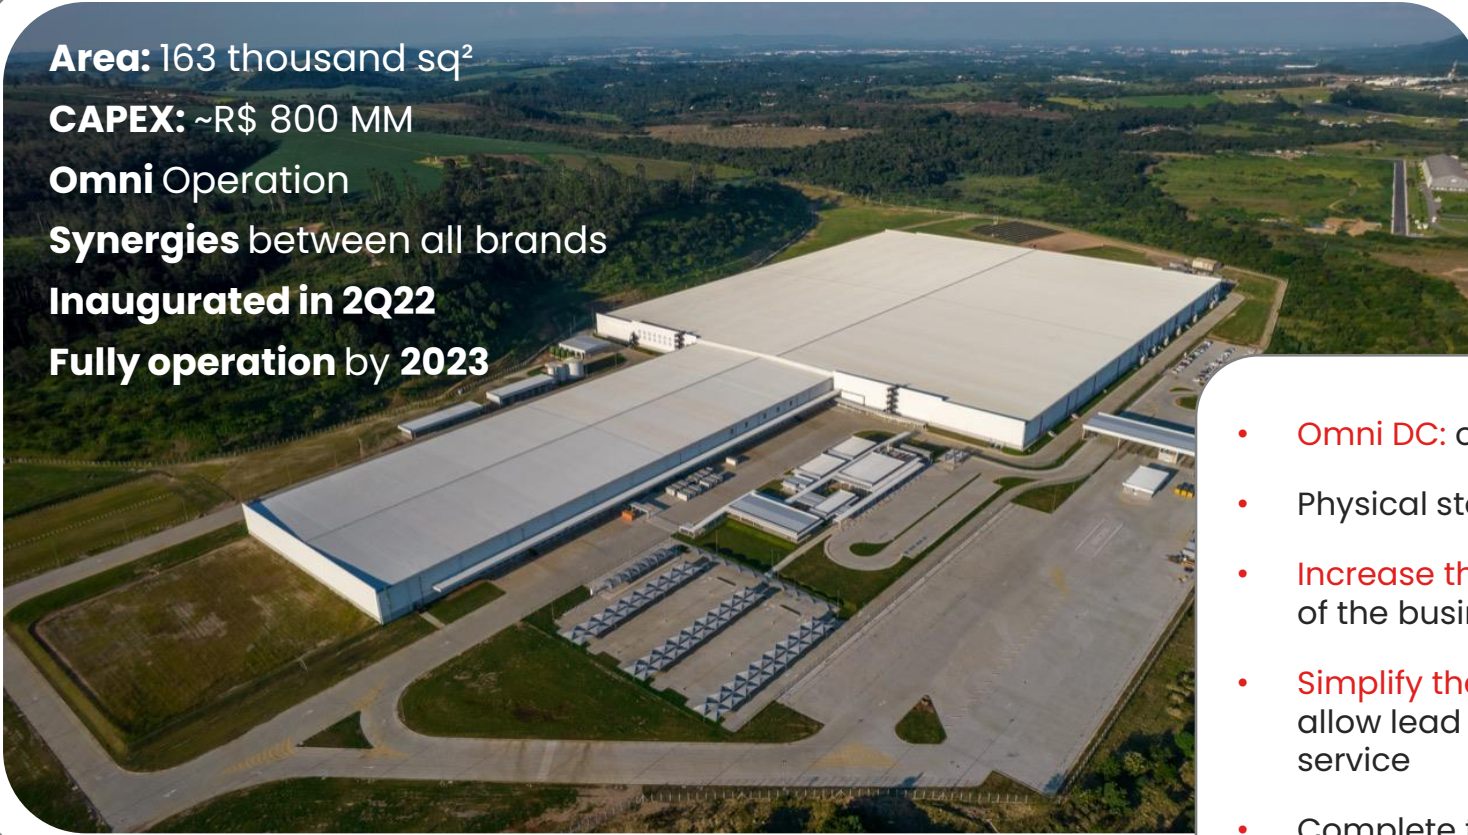 Area: 163 thousand sq²
CAPEX: ~R$ 800 MM
Omni Operation
Synergies between all brands
Inaugurated in 2Q22
Fully operation by 2023
• Omni DC:
• Physical
• Increase
of the
• Simplify
allow lead
service
• Complete